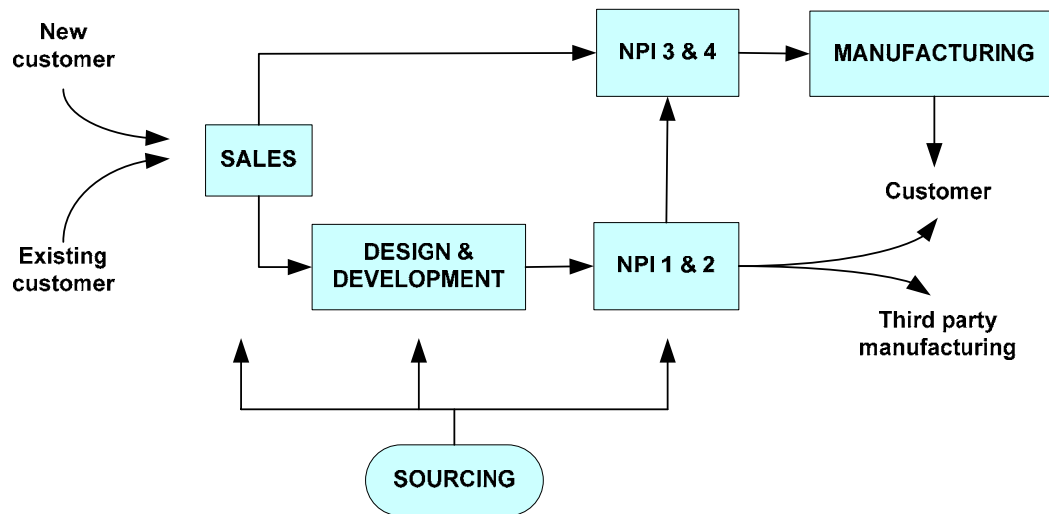 New
customer
NPI 3 & 4
MANUFACTURING
SALES
Customer
Existing
customer
DESIGN &
DEVELOPMENT
NPI 1 & 2
Third party
manufacturing
SOURCING